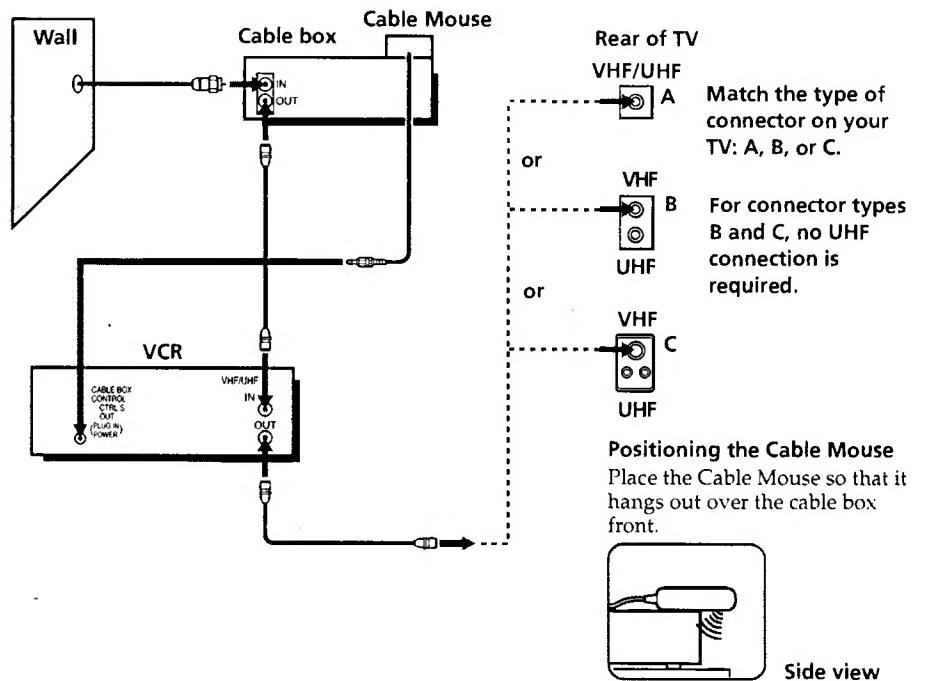 Wall
Cable box
Cable Mouse
IN
OUT
Rear of TV
VHF/UHF
A
Match the type of
connector on your
TV: A, B, or C.
or
VHF
B
UHF
For connector types
B and C, no UHF
connection is
required.
or
VHF
C
UHF
VCR
CABLE BOX
CONTROL
CTRL S
OUT
(PLUG IN
POWER)
VHF/UHF
IN
OUT
Positioning the Cable Mouse
Place the Cable Mouse so that it
hangs out over the cable box
front.
Side view